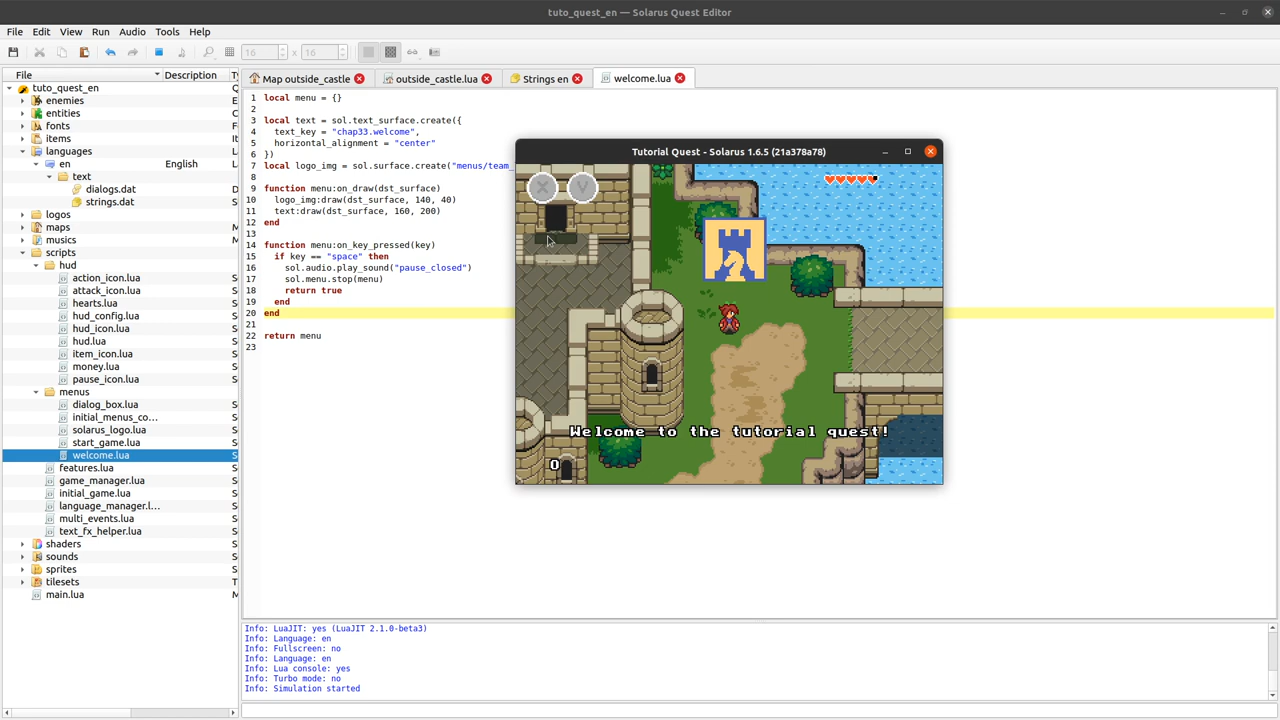 tuto_quest_en — Solarus Quest Editor
File Edit View Run Audio Tools Help
16 x 16
File Description
tuto_quest_en
enemies
entities
fonts
items
languages
en English
text
dialogs.dat
strings.dat
logos
maps
musics
scripts
hud
action_icon.lua
attack_icon.lua
hearts.lua
hud_config.lua
hud_icon.lua
hud.lua
item_icon.lua
money.lua
pause_icon.lua
menus
dialog_box.lua
initial_menus_co...
solarus_logo.lua
start_game.lua
welcome.lua
features.lua
game_manager.lua
initial_game.lua
language_manager.l...
multi_events.lua
text_fx_helper.lua
shaders
sounds
sprites
tilesets
main.lua
Map outside_castle
outside_castle.lua
Strings en
welcome.lua
1 local menu = {}
2
3 local text = sol.text_surface.create({
4 text_key = "chap33.welcome",
5 horizontal_alignment = "center"
6 })
7 local logo_img = sol.surface.create("menus/team_
8
9 function menu:on_draw(dst_surface)
10 logo_img:draw(dst_surface, 140, 40)
11 text:draw(dst_surface, 160, 200)
12 end
13
14 function menu:on_key_pressed(key)
15 if key == "space" then
16 sol.audio.play_sound("pause_closed")
17 sol.menu.stop(menu)
18 return true
19 end
20 end
21
22 return menu
23
Tutorial Quest - Solarus 1.6.5 (21a378a78)
X V
Welcome to the tutorial quest!
0
Info: LuaJIT: yes (LuaJIT 2.1.0-beta3)
Info: Language: en
Info: Fullscreen: no
Info: Language: en
Info: Lua console: yes
Info: Turbo mode: no
Info: Simulation started